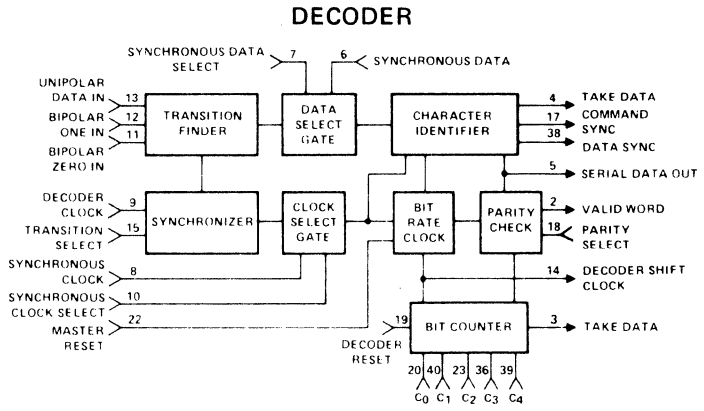 DECODER
SYNCHRONOUS DATA
SELECT
7
6
SYNCHRONOUS DATA
UNIPOLAR
DATA IN
13
BIPOLAR
ONE IN
12
11
BIPOLAR
ZERO IN
TRANSITION
FINDER
DATA
SELECT
GATE
CHARACTER
IDENTIFIER
4
TAKE DATA
17
COMMAND
SYNC
38
DATA SYNC
5
SERIAL DATA OUT
DECODER
CLOCK
9
TRANSITION
SELECT
15
SYNCHRONIZER
CLOCK
SELECT
GATE
BIT
RATE
CLOCK
PARITY
CHECK
2
VALID WORD
18
PARITY
SELECT
SYNCHRONOUS
CLOCK
8
SYNCHRONOUS
CLOCK SELECT
10
MASTER
RESET
22
14
DECODER SHIFT
CLOCK
19
DECODER
RESET
BIT COUNTER
3
TAKE DATA
20 40 23 36 39
C0 C1 C2 C3 C4